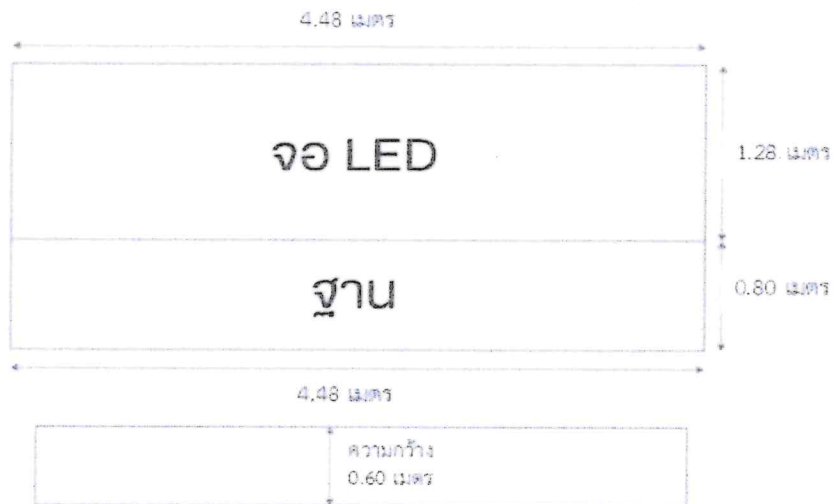 4.48 เมตร
จอ LED
1.28 เมตร
ฐาน
0.80 เมตร
4.48 เมตร
ความกว้าง
0.60 เมตร